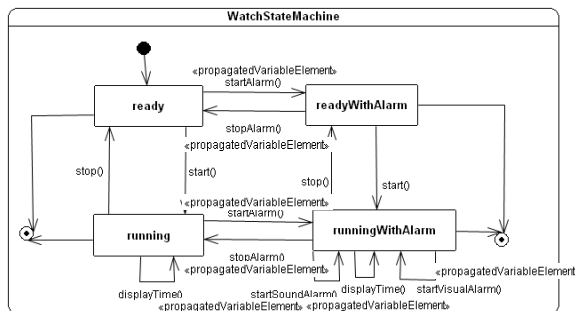 WatchStateMachine
«propagatedVariableElement»
startAlarm()
ready
readyWithAlarm
stopAlarm()
«propagatedVariableElement»
stop()
start()
stop()
start()
«propagatedVariableElement»
startAlarm()
running
runningWithAlarm
stopAlarm()
«propagatedVariableElement»
«propagatedVariableElement
displayTime()
startSoundAlarm()
displayTime()
startVisualAlarm()
«propagatedVariableElement»
«propagatedVariableElement»